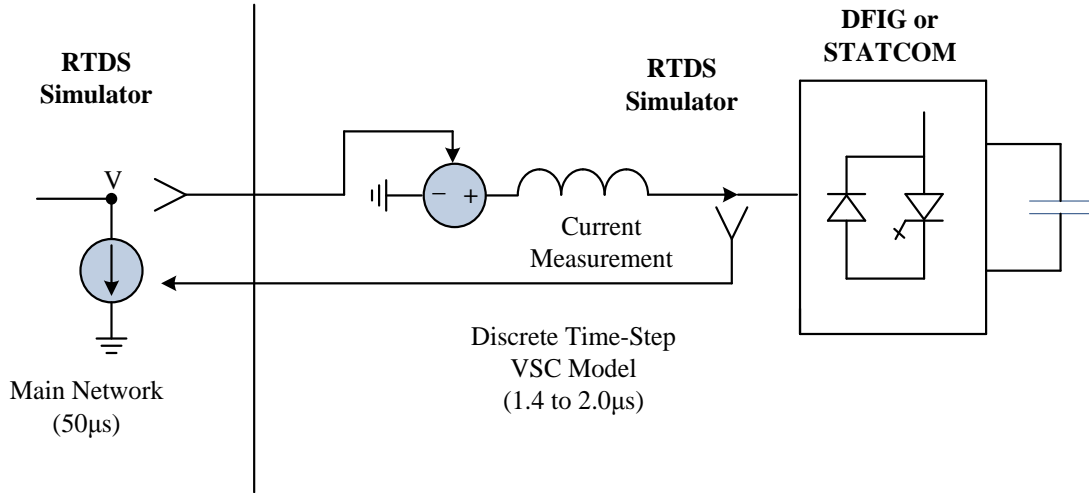 RTDS
Simulator
V
Main Network
(50μs)
−
+
Current
Measurement
RTDS
Simulator
Discrete Time-Step
VSC Model
(1.4 to 2.0μs)
DFIG or
STATCOM